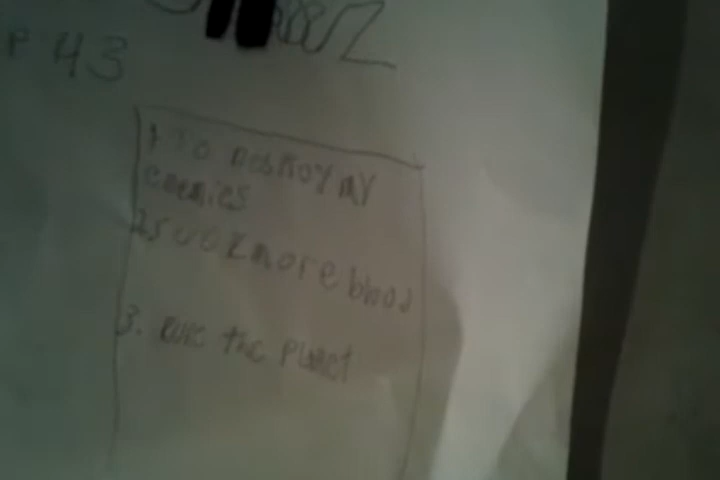 P 43
1 To Destroy my
enemies
2 Suck more blood
3. Rule the Planet